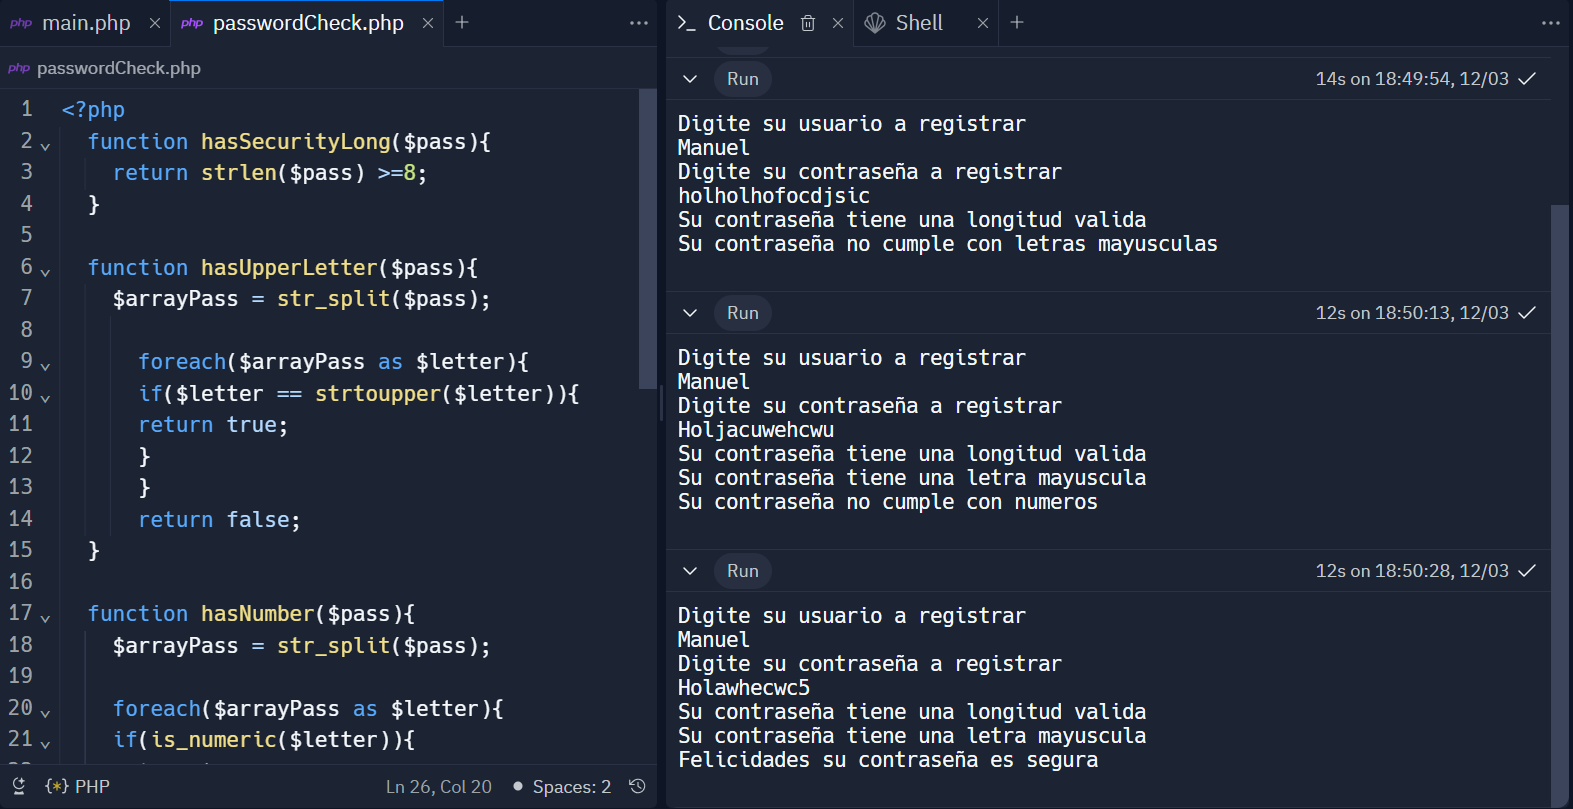 php main.php × php passwordCheck.php × + ...
php passwordCheck.php
1 <?php
2 function hasSecurityLong($pass){
3 return strlen($pass) >=8;
4 }
5
6 function hasUpperLetter($pass){
7 $arrayPass = str_split($pass);
8
9 foreach($arrayPass as $letter){
10 if($letter == strtoupper($letter)){
11 return true;
12 }
13 }
14 return false;
15 }
16
17 function hasNumber($pass){
18 $arrayPass = str_split($pass);
19
20 foreach($arrayPass as $letter){
21 if(is_numeric($letter)){
{*} PHP Ln 26, Col 20 Spaces: 2
>_ Console × Shell × + ...
Run 14s on 18:49:54, 12/03
Digite su usuario a registrar
Manuel
Digite su contraseña a registrar
holholhofocdjsic
Su contraseña tiene una longitud valida
Su contraseña no cumple con letras mayusculas
Run 12s on 18:50:13, 12/03
Digite su usuario a registrar
Manuel
Digite su contraseña a registrar
Holjacuwehcwu
Su contraseña tiene una longitud valida
Su contraseña tiene una letra mayuscula
Su contraseña no cumple con numeros
Run 12s on 18:50:28, 12/03
Digite su usuario a registrar
Manuel
Digite su contraseña a registrar
Holawhecwc5
Su contraseña tiene una longitud valida
Su contraseña tiene una letra mayuscula
Felicidades su contraseña es segura